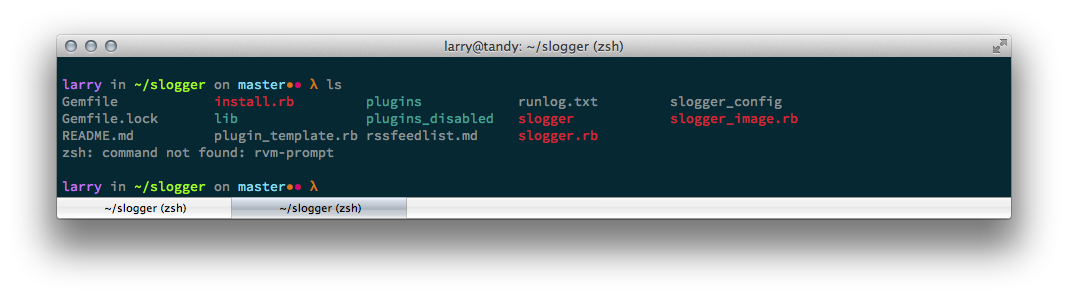 larry@tandy: ~/slogger (zsh)
larry in ~/slogger on master●● λ ls
Gemfile install.rb plugins runlog.txt slogger_config
Gemfile.lock lib plugins_disabled slogger slogger_image.rb
README.md plugin_template.rb rssfeedlist.md slogger.rb
zsh: command not found: rvm-prompt
larry in ~/slogger on master●● λ
~/slogger (zsh) ~/slogger (zsh)